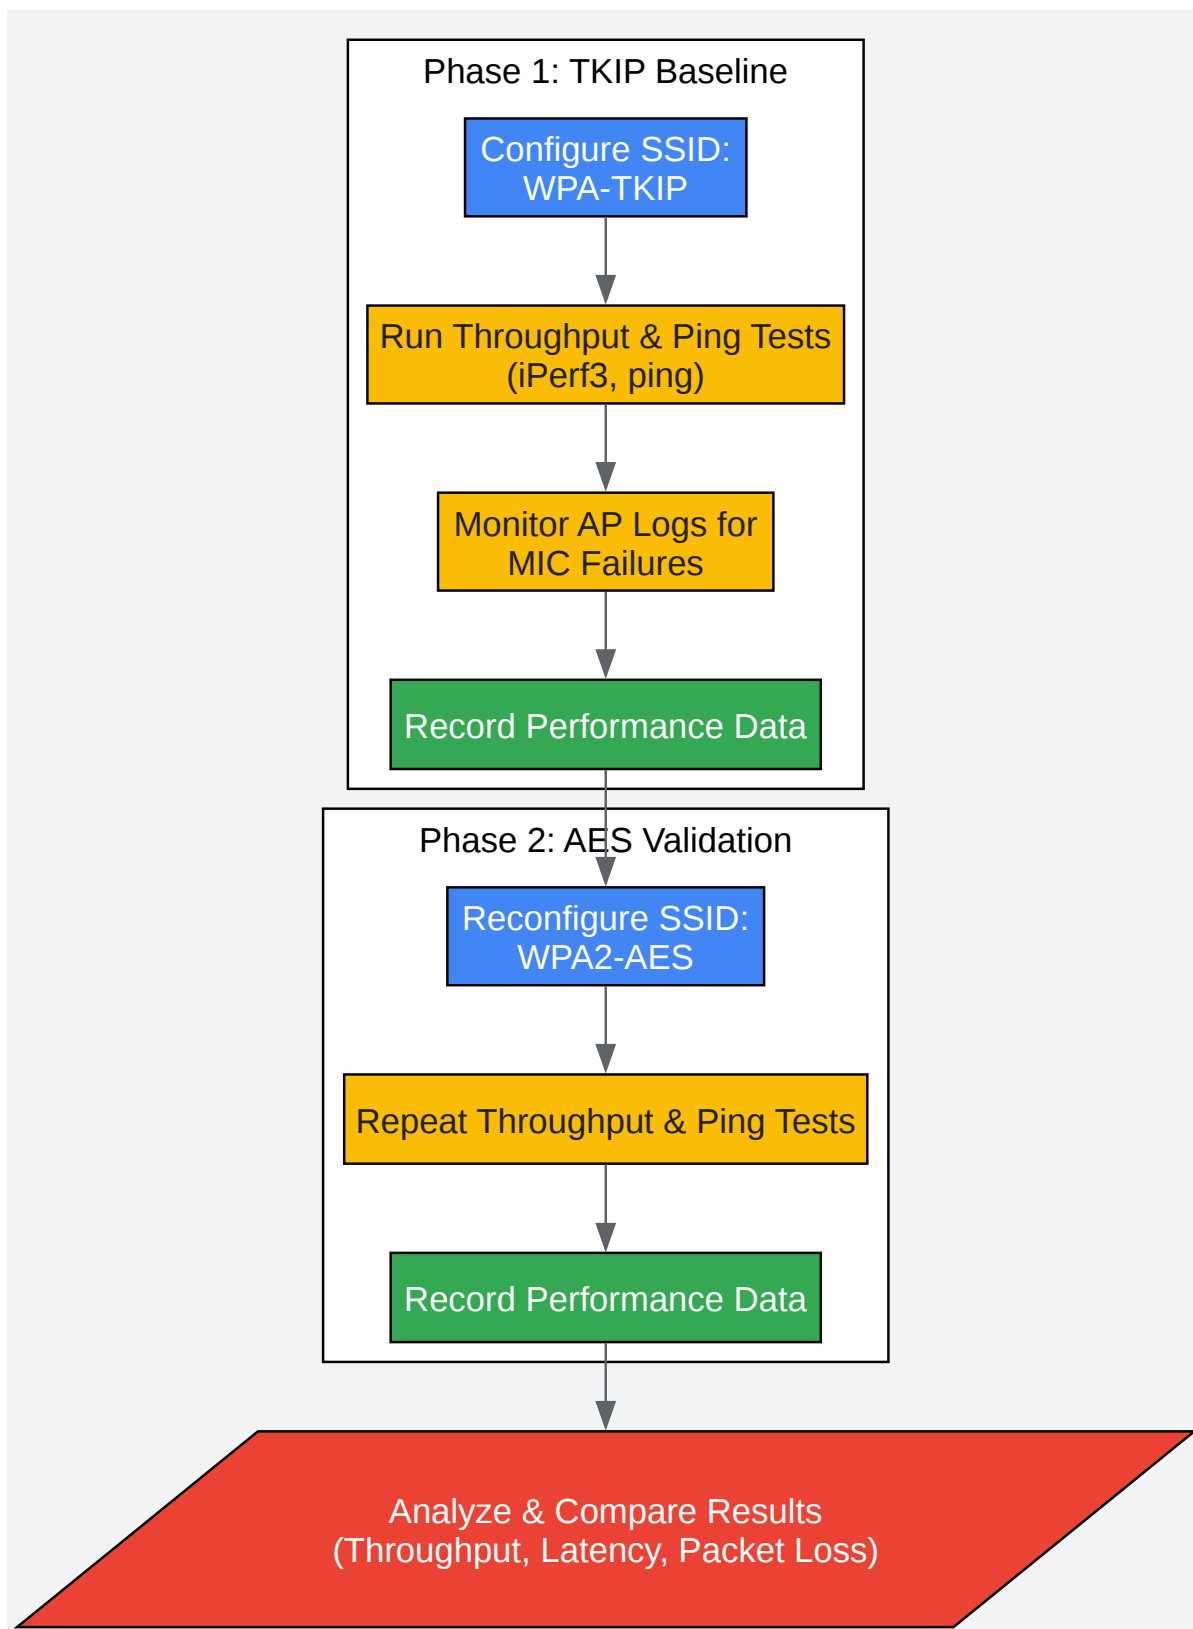 Phase 1: TKIP Baseline
Configure SSID:
WPA-TKIP
Run Throughput & Ping Tests
(iPerf3, ping)
Monitor AP Logs for
MIC Failures
Record Performance Data
Phase 2: AES Validation
Reconfigure SSID:
WPA2-AES
Repeat Throughput & Ping Tests
Record Performance Data
Analyze & Compare Results
(Throughput, Latency, Packet Loss)